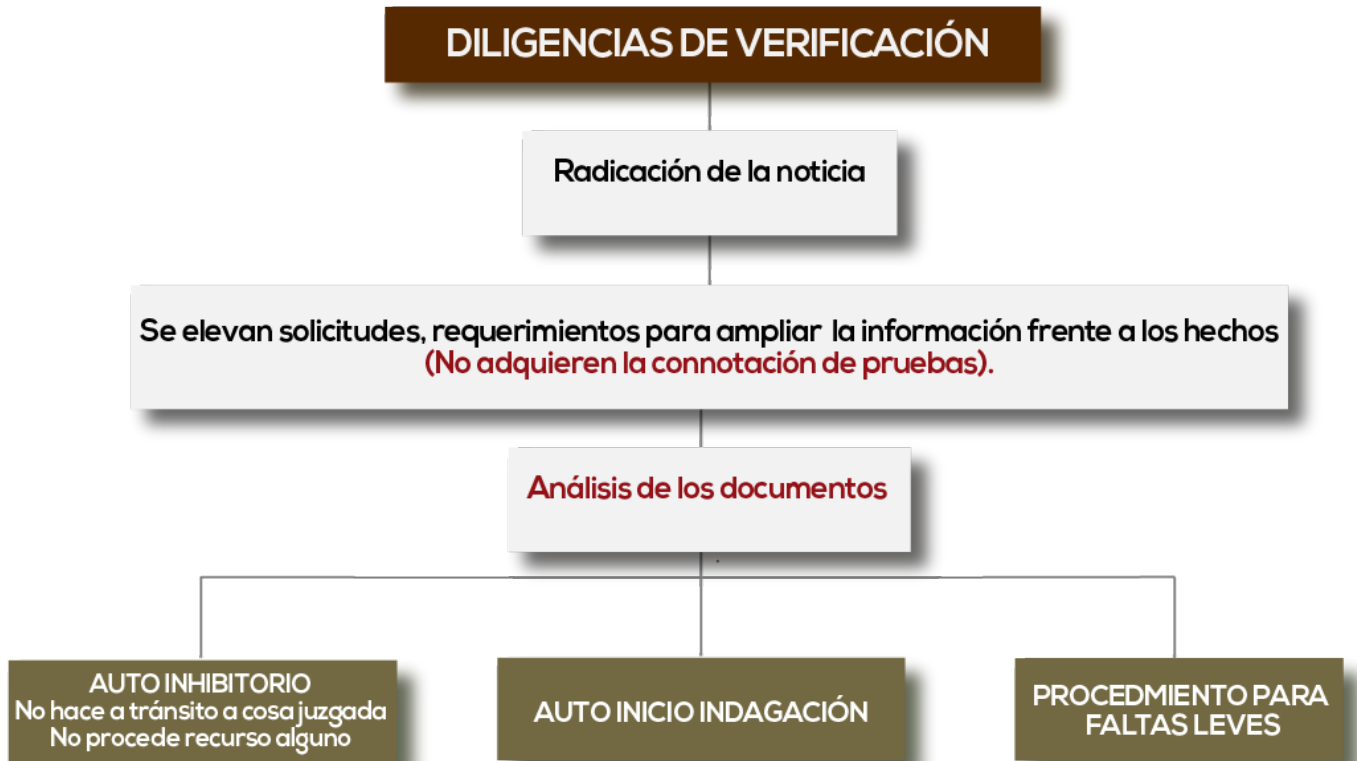 DILIGENCIAS DE VERIFICACIÓN
Radicación de la noticia
Se elevan solicitudes, requerimientos para ampliar la información frente a los hechos
(No adquieren la connotación de pruebas).
Análisis de los documentos
AUTO INHIBITORIO
No hace a tránsito a cosa juzgada
No procede recurso alguno
AUTO INICIO INDAGACIÓN
PROCEDMIENTO PARA
FALTAS LEVES